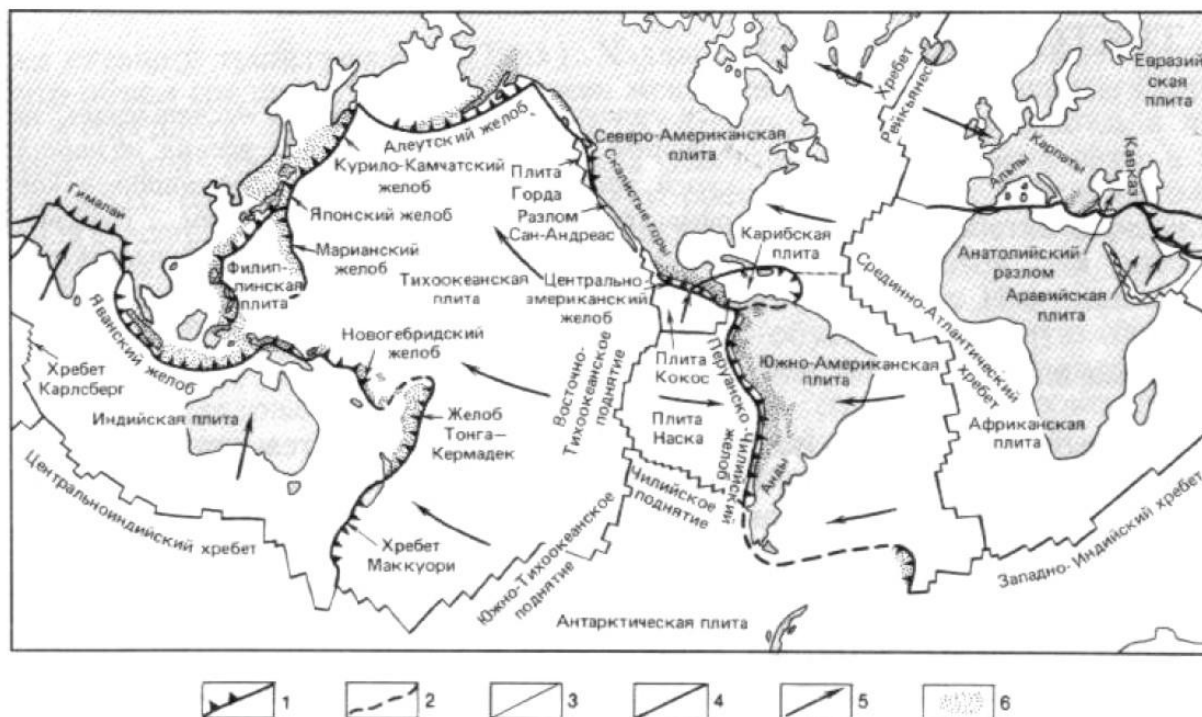 Евразий
ская
плита
Хребет
Рейкьянес
Северо-Американская
плита
Скалистые горы
Карпаты
Альпы
Кавказ
Алеутский желоб
Курило-Камчатский
желоб
Плита
Горда
Разлом
Сан-Андреас
Гималаи
Японский желоб
Марианский
желоб
Филип-
пинская
плита
Тихоокеанская
плита
Центрально-
американский
желоб
Карибская
плита
Срединно-Атлантический
хребет
Анатолийский
разлом
Аравийская
плита
Яванский желоб
Новогебридский
желоб
Хребет
Карлсберг
Индийская плита
Желоб
Тонга—
Кермадек
Восточно-
Тихоокеанское
поднятие
Плита
Кокос
Плита
Наска
Перуанско-Чилийский
желоб
Южно-Американская
плита
Анды
Африканская
плита
Центральноиндийский хребет
Хребет
Маккуори
Южно-Тихоокеанское
поднятие
Чилийское
поднятие
Западно-Индийский хребет
Антарктическая плита
1 2 3 4 5 6